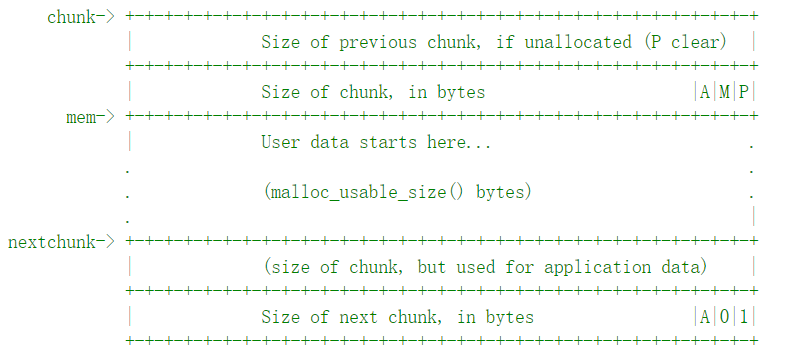 chunk-> +-+-+-+-+-+-+-+-+-+-+-+-+-+-+-+-+-+-+-+-+-+-+-+-+-+-+-+-+-+-+-+-+
| Size of previous chunk, if unallocated (P clear) |
+-+-+-+-+-+-+-+-+-+-+-+-+-+-+-+-+-+-+-+-+-+-+-+-+-+-+-+-+-+-+-+-+
| Size of chunk, in bytes |A|M|P|
mem-> +-+-+-+-+-+-+-+-+-+-+-+-+-+-+-+-+-+-+-+-+-+-+-+-+-+-+-+-+-+-+-+-+
| User data starts here... .
. .
. (malloc_usable_size() bytes) .
. |
nextchunk-> +-+-+-+-+-+-+-+-+-+-+-+-+-+-+-+-+-+-+-+-+-+-+-+-+-+-+-+-+-+-+-+-+
| (size of chunk, but used for application data) |
+-+-+-+-+-+-+-+-+-+-+-+-+-+-+-+-+-+-+-+-+-+-+-+-+-+-+-+-+-+-+-+-+
| Size of next chunk, in bytes |A|0|1|
+-+-+-+-+-+-+-+-+-+-+-+-+-+-+-+-+-+-+-+-+-+-+-+-+-+-+-+-+-+-+-+-+